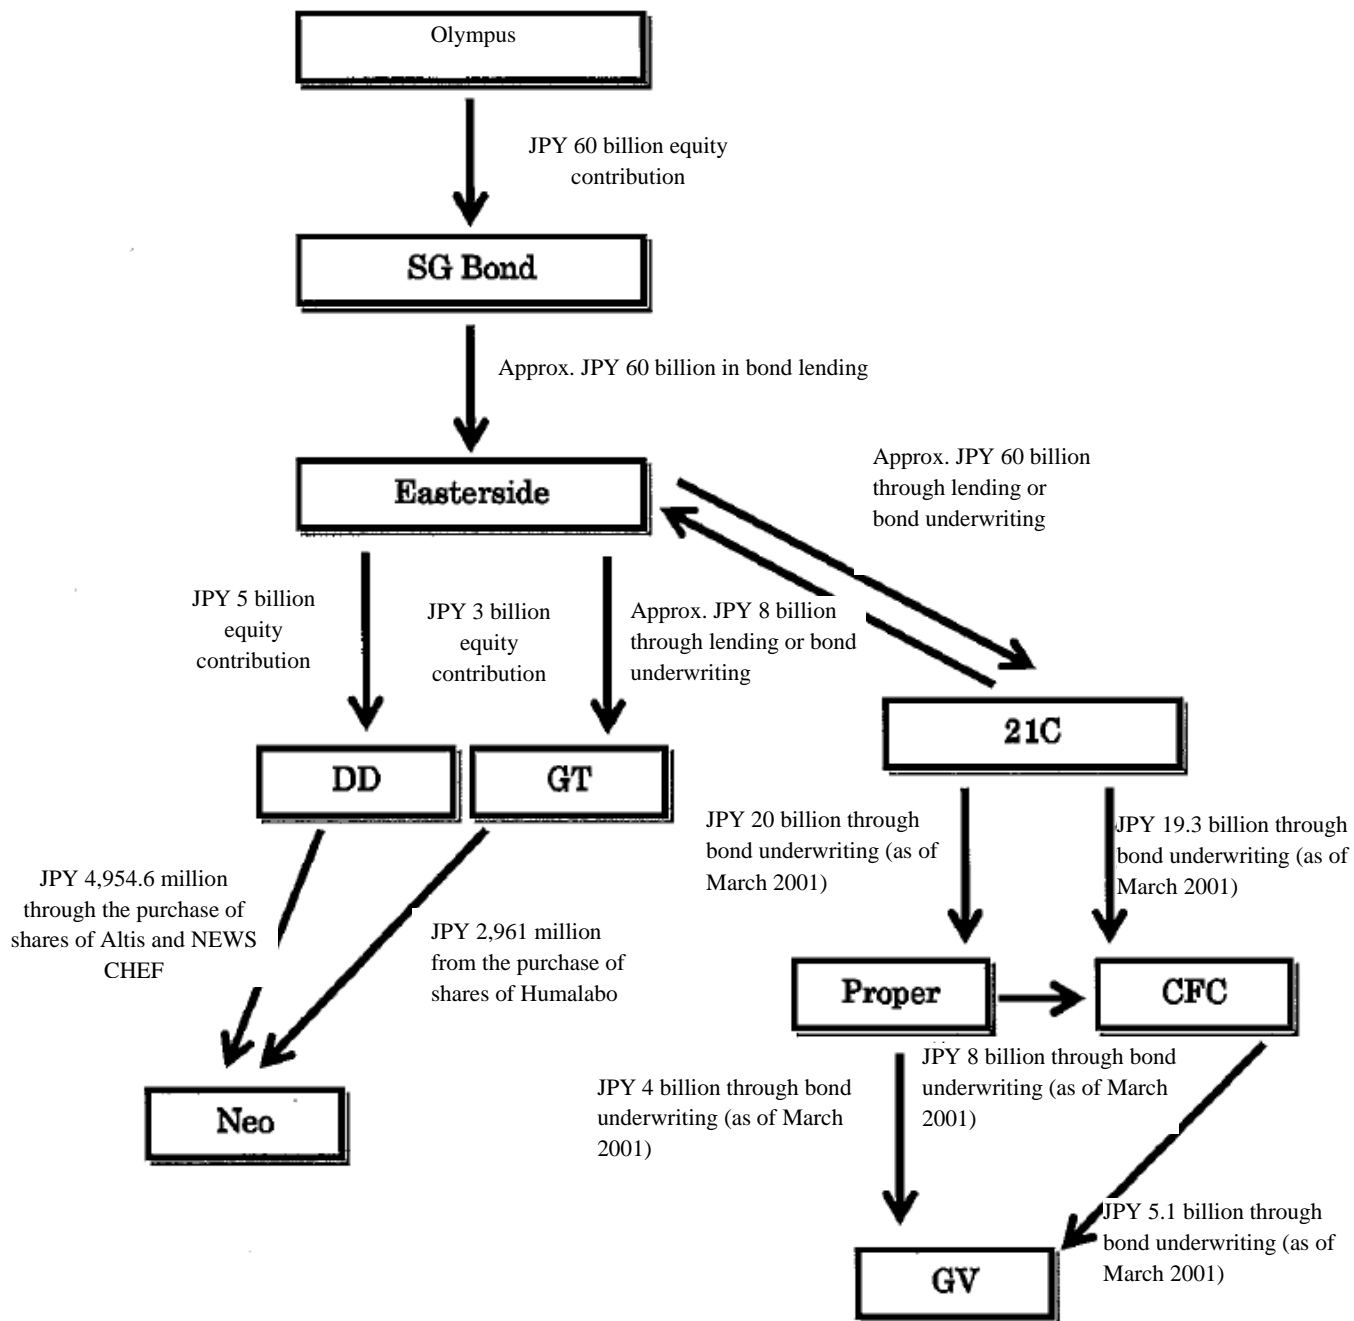 Olympus
JPY 60 billion equity
contribution
SG Bond
Approx. JPY 60 billion in bond lending
Easterside
Approx. JPY 60 billion
through lending or
bond underwriting
JPY 5 billion
equity
contribution
JPY 3 billion
equity
contribution
Approx. JPY 8 billion
through lending or bond
underwriting
21C
DD
GT
JPY 20 billion through
bond underwriting (as of
March 2001)
JPY 19.3 billion through
bond underwriting (as of
March 2001)
JPY 4,954.6 million
through the purchase of
shares of Altis and NEWS
CHEF
JPY 2,961 million
from the purchase of
shares of Humalabo
Proper
CFC
JPY 8 billion through bond
underwriting (as of March
2001)
JPY 4 billion through bond
underwriting (as of March
2001)
Neo
JPY 5.1 billion through
bond underwriting (as of
March 2001)
GV